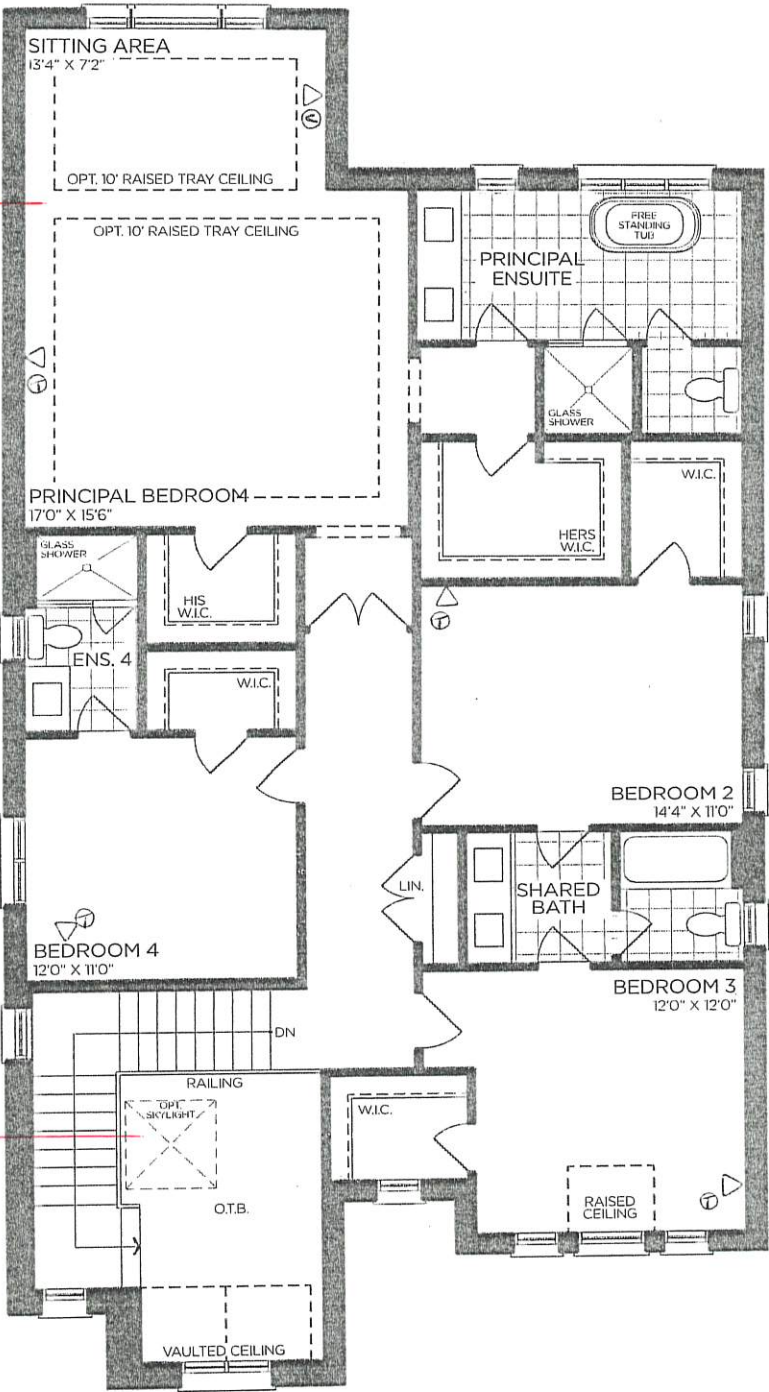 SITTING AREA
13'4" X 7'2"
OPT. 10' RAISED TRAY CEILING
OPT. 10' RAISED TRAY CEILING
FREE
STANDING
TUB
PRINCIPAL
ENSUITE
GLASS
SHOWER
PRINCIPAL BEDROOM
17'0" X 15'6"
W.I.C.
HERS
W.I.C.
GLASS
SHOWER
HIS
W.I.C.
ENS. 4
W.I.C.
BEDROOM 2
14'4" X 11'0"
LIN.
SHARED
BATH
BEDROOM 4
12'0" X 11'0"
BEDROOM 3
12'0" X 12'0"
DN
RAILING
OPT.
SKYLIGHT
W.I.C.
O.T.B.
RAISED
CEILING
VAULTED CEILING